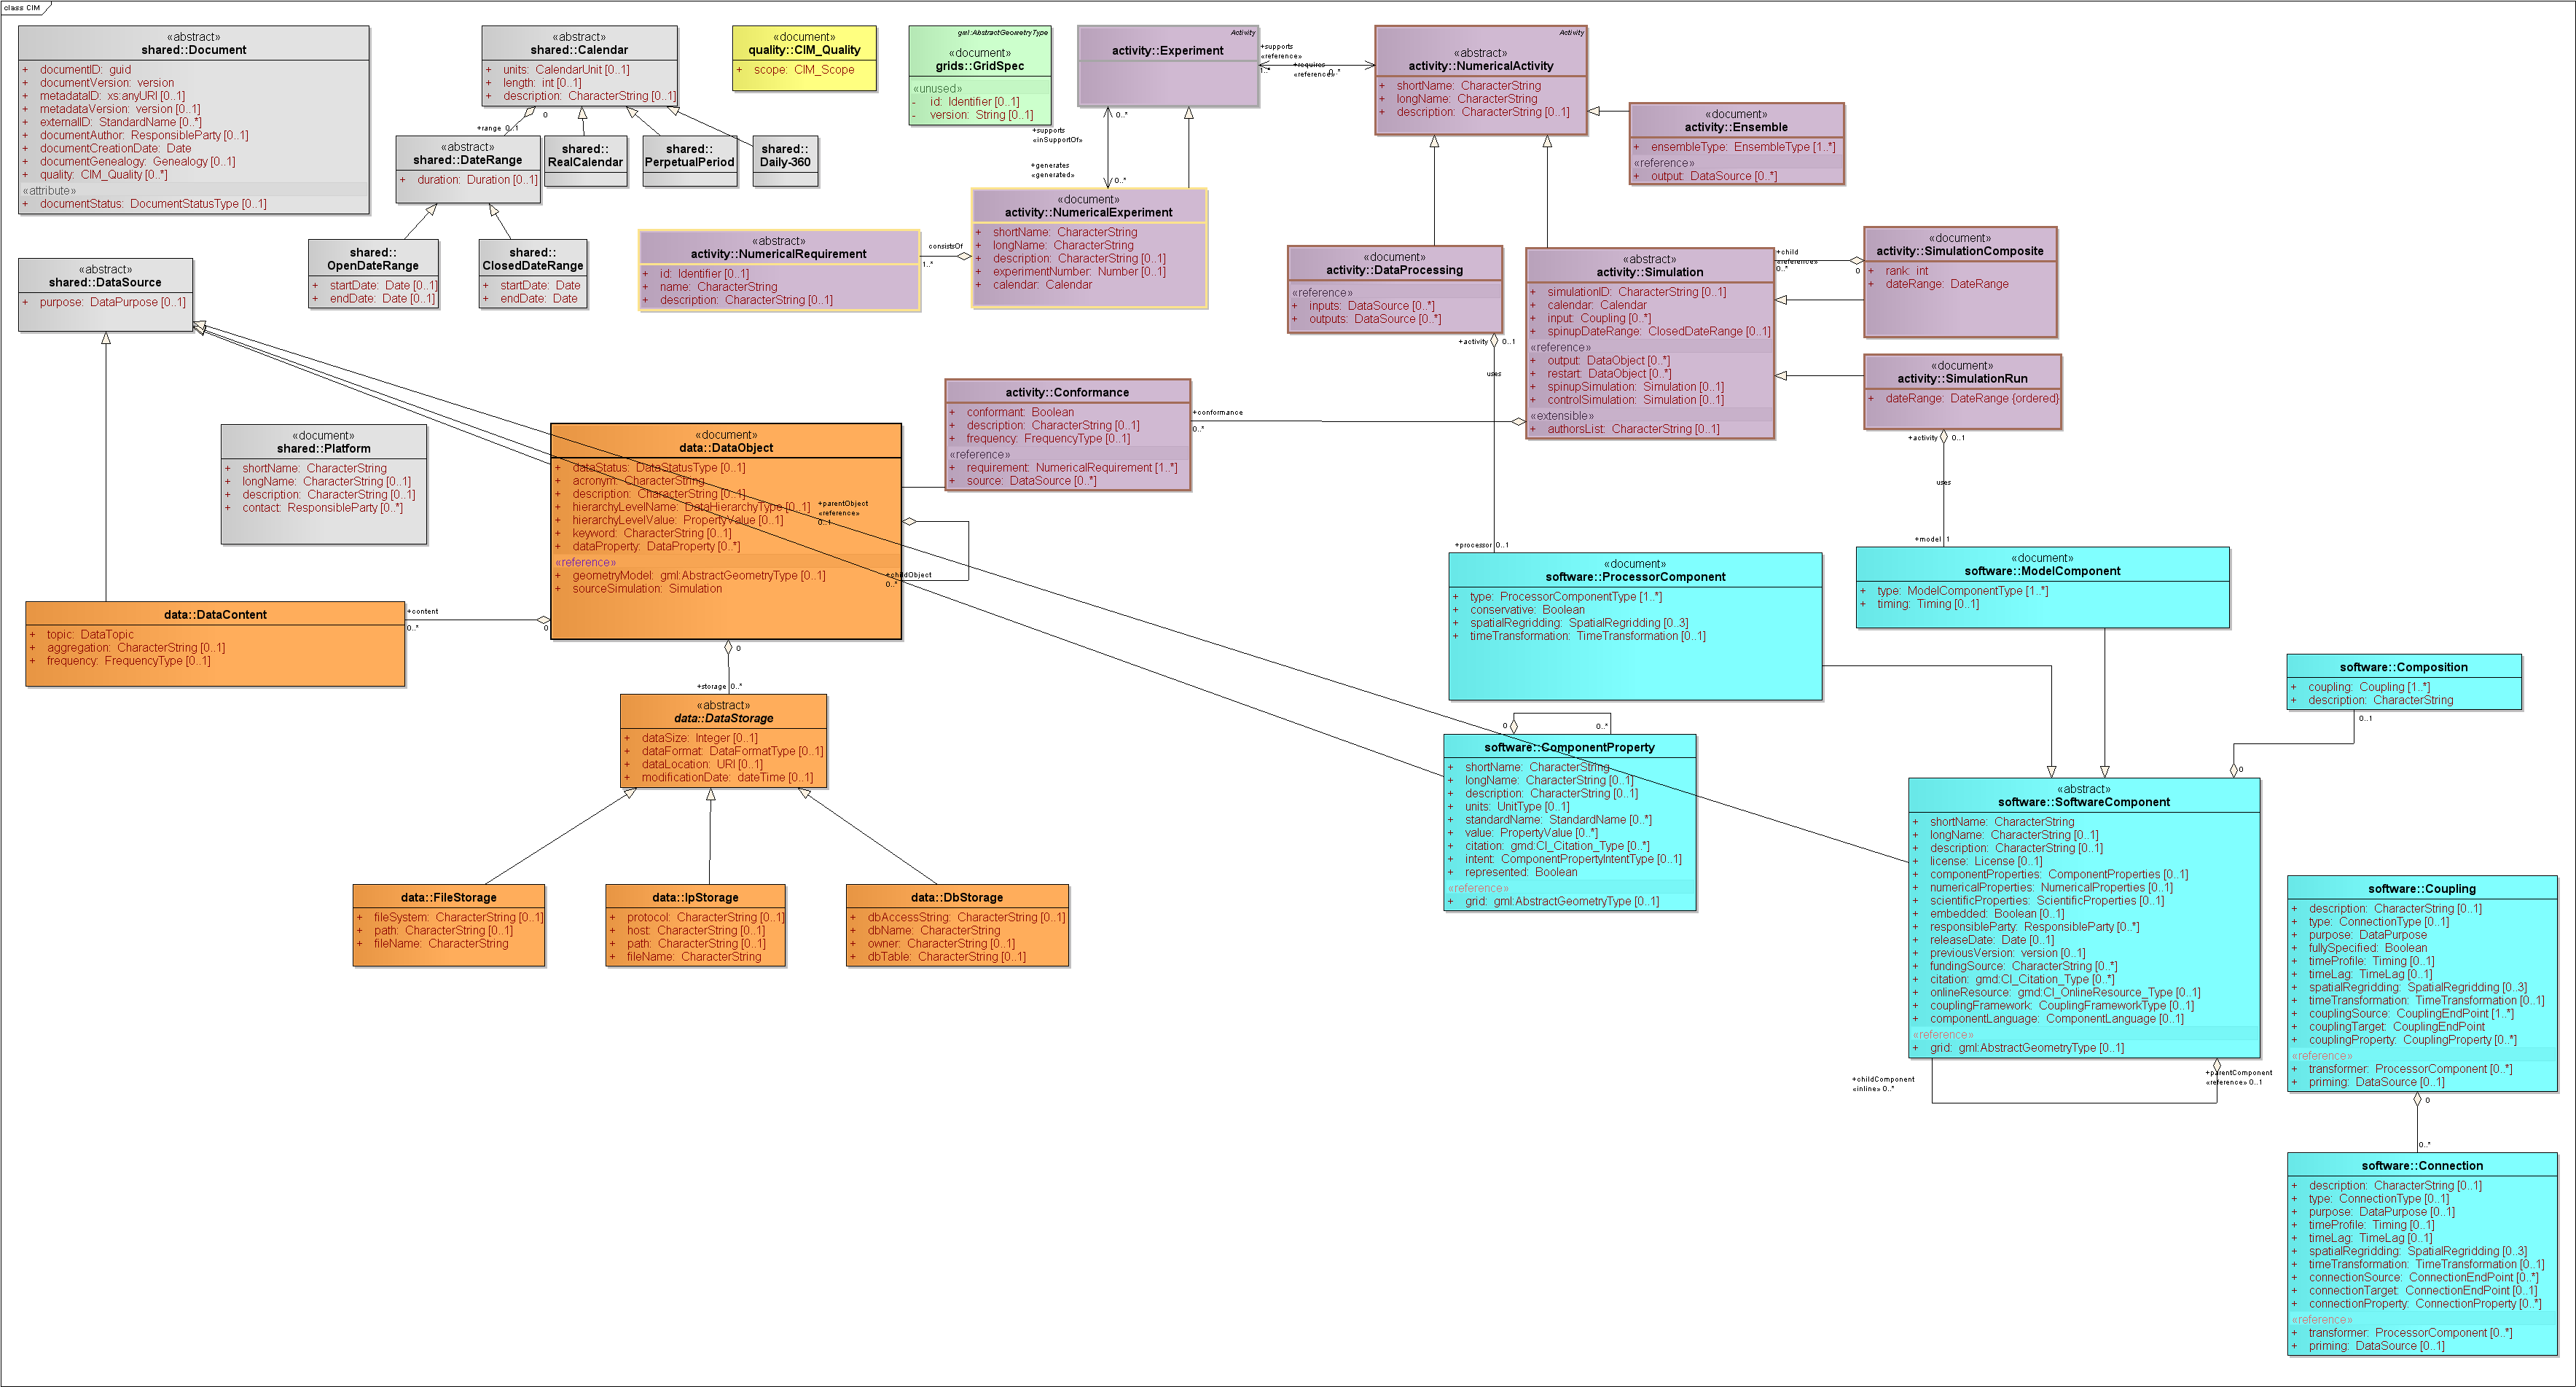 class CIM
«abstract»
shared::Document
+ documentID: guid
+ documentVersion: version
+ metadataID: xs:anyURI [0..1]
+ metadataVersion: version [0..1]
+ externalID: StandardName [0..*]
+ documentAuthor: ResponsibleParty [0..1]
+ documentCreationDate: Date
+ documentGenealogy: Genealogy [0..1]
+ quality: CIM_Quality [0..*]
«attribute»
+ documentStatus: DocumentStatusType [0..1]
«abstract»
shared::Calendar
+ units: CalendarUnit [0..1]
+ length: int [0..1]
+ description: CharacterString [0..1]
+range 0..1
0
«abstract»
shared::DateRange
+ duration: Duration [0..1]
shared::
RealCalendar
shared::
PerpetualPeriod
shared::
Daily-360
shared::
OpenDateRange
+ startDate: Date [0..1]
+ endDate: Date [0..1]
shared::
ClosedDateRange
+ startDate: Date
+ endDate: Date
«document»
quality::CIM_Quality
+ scope: CIM_Scope
gml:AbstractGeometryType
«document»
grids::GridSpec
«unused»
- id: Identifier [0..1]
- version: String [0..1]
Activity
activity::Experiment
+supports
«reference»
1..*
+requires
«reference»
0..*
Activity
«abstract»
activity::NumericalActivity
+ shortName: CharacterString
+ longName: CharacterString
+ description: CharacterString [0..1]
«document»
activity::Ensemble
+ ensembleType: EnsembleType [1..*]
«reference»
+ output: DataSource [0..*]
0..*
+supports
«inSupportOf»
+generates
«generated»
0..*
«document»
activity::NumericalExperiment
+ shortName: CharacterString
+ longName: CharacterString
+ description: CharacterString [0..1]
+ experimentNumber: Number [0..1]
+ calendar: Calendar
consistsOf
1..*
«abstract»
activity::NumericalRequirement
+ id: Identifier [0..1]
+ name: CharacterString
+ description: CharacterString [0..1]
«document»
activity::DataProcessing
«reference»
+ inputs: DataSource [0..*]
+ outputs: DataSource [0..*]
+activity 0..1
uses
+processor 0..1
«abstract»
activity::Simulation
+ simulationID: CharacterString [0..1]
+ calendar: Calendar
+ input: Coupling [0..*]
+ spinupDateRange: ClosedDateRange [0..1]
«reference»
+ output: DataObject [0..*]
+ restart: DataObject [0..*]
+ spinupSimulation: Simulation [0..1]
+ controlSimulation: Simulation [0..1]
«extensible»
+ authorsList: CharacterString [0..1]
+child
«reference»
0..*
0
«document»
activity::SimulationComposite
+ rank: int
+ dateRange: DateRange
«document»
activity::SimulationRun
+ dateRange: DateRange {ordered}
+activity 0..1
uses
+model 1
«abstract»
shared::DataSource
+ purpose: DataPurpose [0..1]
«document»
shared::Platform
+ shortName: CharacterString
+ longName: CharacterString [0..1]
+ description: CharacterString [0..1]
+ contact: ResponsibleParty [0..*]
activity::Conformance
+ conformant: Boolean
+ description: CharacterString [0..1]
+ frequency: FrequencyType [0..1]
«reference»
+ requirement: NumericalRequirement [1..*]
+ source: DataSource [0..*]
+conformance
0..*
«document»
data::DataObject
+ dataStatus: DataStatusType [0..1]
+ acronym: CharacterString
+ description: CharacterString [0..1]
+ hierarchyLevelName: DataHierarchyType [0..1]
+ hierarchyLevelValue: PropertyValue [0..1]
+ keyword: CharacterString [0..1]
+ dataProperty: DataProperty [0..*]
«reference»
+ geometryModel: gml:AbstractGeometryType [0..1]
+ sourceSimulation: Simulation
+parentObject
«reference»
0..1
+childObject
0..*
data::DataContent
+ topic: DataTopic
+ aggregation: CharacterString [0..1]
+ frequency: FrequencyType [0..1]
+content
0..*
0
0
+storage 0..*
«abstract»
data::DataStorage
+ dataSize: Integer [0..1]
+ dataFormat: DataFormatType [0..1]
+ dataLocation: URI [0..1]
+ modificationDate: dateTime [0..1]
data::FileStorage
+ fileSystem: CharacterString [0..1]
+ path: CharacterString [0..1]
+ fileName: CharacterString
data::IpStorage
+ protocol: CharacterString [0..1]
+ host: CharacterString [0..1]
+ path: CharacterString [0..1]
+ fileName: CharacterString
data::DbStorage
+ dbAccessString: CharacterString [0..1]
+ dbName: CharacterString
+ owner: CharacterString [0..1]
+ dbTable: CharacterString [0..1]
«document»
software::ProcessorComponent
+ type: ProcessorComponentType [1..*]
+ conservative: Boolean
+ spatialRegridding: SpatialRegridding [0..3]
+ timeTransformation: TimeTransformation [0..1]
«document»
software::ModelComponent
+ type: ModelComponentType [1..*]
+ timing: Timing [0..1]
0
0..*
software::ComponentProperty
+ shortName: CharacterString
+ longName: CharacterString [0..1]
+ description: CharacterString [0..1]
+ units: UnitType [0..1]
+ standardName: StandardName [0..*]
+ value: PropertyValue [0..*]
+ citation: gmd:CI_Citation_Type [0..*]
+ intent: ComponentPropertyIntentType [0..1]
+ represented: Boolean
«reference»
+ grid: gml:AbstractGeometryType [0..1]
software::Composition
+ coupling: Coupling [1..*]
+ description: CharacterString
0..1
0
«abstract»
software::SoftwareComponent
+ shortName: CharacterString
+ longName: CharacterString [0..1]
+ description: CharacterString [0..1]
+ license: License [0..1]
+ componentProperties: ComponentProperties [0..1]
+ numericalProperties: NumericalProperties [0..1]
+ scientificProperties: ScientificProperties [0..1]
+ embedded: Boolean [0..1]
+ responsibleParty: ResponsibleParty [0..*]
+ releaseDate: Date [0..1]
+ previousVersion: version [0..1]
+ fundingSource: CharacterString [0..*]
+ citation: gmd:CI_Citation_Type [0..*]
+ onlineResource: gmd:CI_OnlineResource_Type [0..1]
+ couplingFramework: CouplingFrameworkType [0..1]
+ componentLanguage: ComponentLanguage [0..1]
«reference»
+ grid: gml:AbstractGeometryType [0..1]
+childComponent
«inline» 0..*
+parentComponent
«reference» 0..1
software::Coupling
+ description: CharacterString [0..1]
+ type: ConnectionType [0..1]
+ purpose: DataPurpose
+ fullySpecified: Boolean
+ timeProfile: Timing [0..1]
+ timeLag: TimeLag [0..1]
+ spatialRegridding: SpatialRegridding [0..3]
+ timeTransformation: TimeTransformation [0..1]
+ couplingSource: CouplingEndPoint [1..*]
+ couplingTarget: CouplingEndPoint
+ couplingProperty: CouplingProperty [0..*]
«reference»
+ transformer: ProcessorComponent [0..*]
+ priming: DataSource [0..1]
0
0..*
software::Connection
+ description: CharacterString [0..1]
+ type: ConnectionType [0..1]
+ purpose: DataPurpose [0..1]
+ timeProfile: Timing [0..1]
+ timeLag: TimeLag [0..1]
+ spatialRegridding: SpatialRegridding [0..3]
+ timeTransformation: TimeTransformation [0..1]
+ connectionSource: ConnectionEndPoint [0..*]
+ connectionTarget: ConnectionEndPoint [0..1]
+ connectionProperty: ConnectionProperty [0..*]
«reference»
+ transformer: ProcessorComponent [0..*]
+ priming: DataSource [0..1]